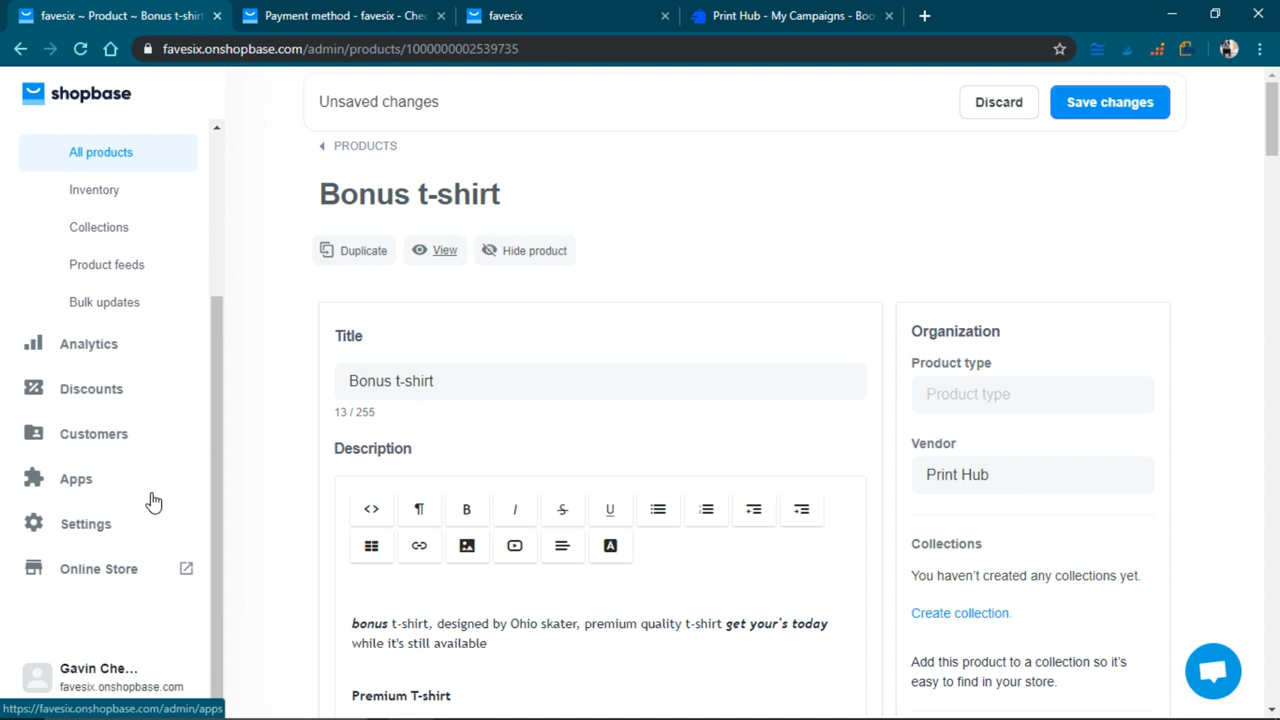 favesix ~ Product ~ Bonus t-shirt
Payment method - favesix - Chec
favesix
Print Hub - My Campaigns - Boo
favesix.onshopbase.com/admin/products/1000000002539735
shopbase
Unsaved changes
Discard
Save changes
All products
Inventory
Collections
Product feeds
Bulk updates
Analytics
Discounts
Customers
Apps
Settings
Online Store
Gavin Che...
favesix.onshopbase.com
https://favesix.onshopbase.com/admin/apps
PRODUCTS
Bonus t-shirt
Duplicate
View
Hide product
Title
Bonus t-shirt
13 / 255
Description
bonus t-shirt, designed by Ohio skater, premium quality t-shirt get your's today
while it's still available
Premium T-shirt
Organization
Product type
Product type
Vendor
Print Hub
Collections
You haven't created any collections yet.
Create collection.
Add this product to a collection so it's
easy to find in your store.